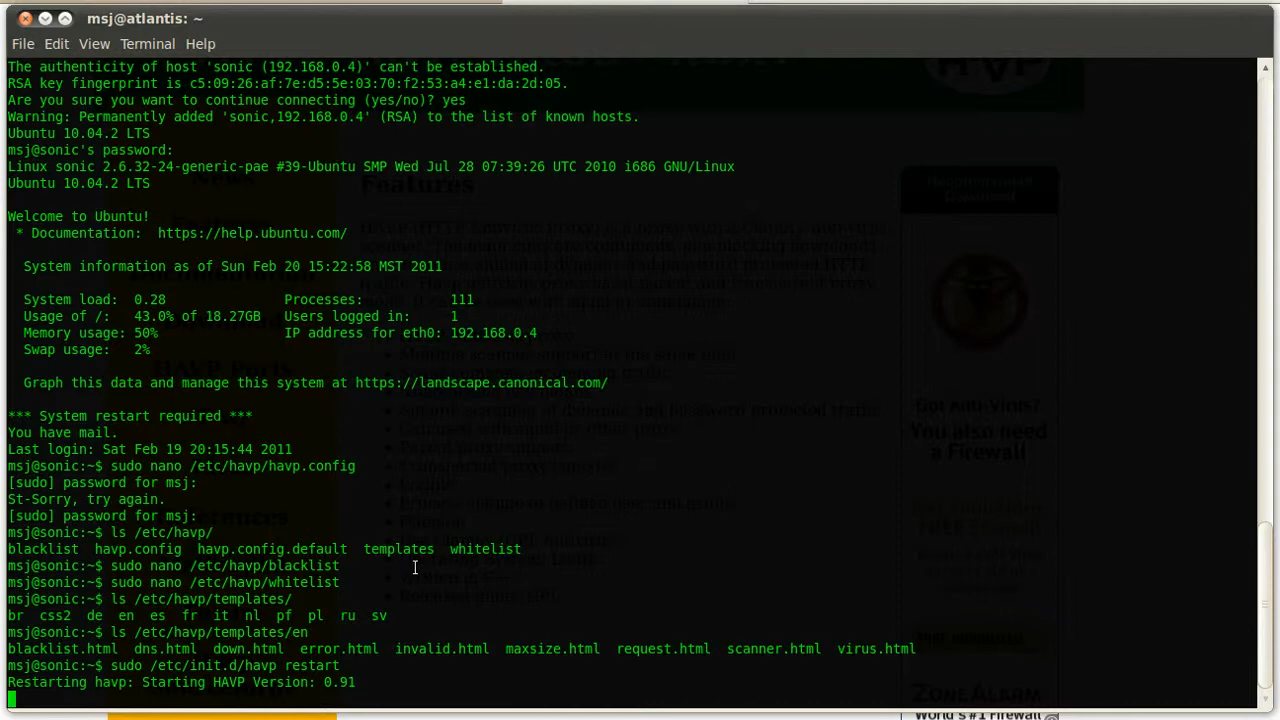 msj@atlantis: ~
File Edit View Terminal Help
The authenticity of host 'sonic (192.168.0.4)' can't be established.
RSA key fingerprint is c5:09:26:af:7e:d5:5e:03:70:f2:53:a4:e1:da:2d:05.
Are you sure you want to continue connecting (yes/no)? yes
Warning: Permanently added 'sonic,192.168.0.4' (RSA) to the list of known hosts.
Ubuntu 10.04.2 LTS
msj@sonic's password:
Linux sonic 2.6.32-24-generic-pae #39-Ubuntu SMP Wed Jul 28 07:39:26 UTC 2010 i686 GNU/Linux
Ubuntu 10.04.2 LTS
Welcome to Ubuntu!
* Documentation: https://help.ubuntu.com/
System information as of Sun Feb 20 15:22:58 MST 2011
System load: 0.28 Processes: 111
Usage of /: 43.0% of 18.27GB Users logged in: 1
Memory usage: 50% IP address for eth0: 192.168.0.4
Swap usage: 2%
Graph this data and manage this system at https://landscape.canonical.com/
*** System restart required ***
You have mail.
Last login: Sat Feb 19 20:15:44 2011
msj@sonic:~$ sudo nano /etc/havp/havp.config
[sudo] password for msj:
St-Sorry, try again.
[sudo] password for msj:
msj@sonic:~$ ls /etc/havp/
blacklist havp.config havp.config.default templates whitelist
msj@sonic:~$ sudo nano /etc/havp/blacklist
msj@sonic:~$ sudo nano /etc/havp/whitelist
msj@sonic:~$ ls /etc/havp/templates/
br css2 de en es fr it nl pf pl ru sv
msj@sonic:~$ ls /etc/havp/templates/en
blacklist.html dns.html down.html error.html invalid.html maxsize.html request.html scanner.html virus.html
msj@sonic:~$ sudo /etc/init.d/havp restart
Restarting havp: Starting HAVP Version: 0.91
HAVP
News
Features
Got Anti-Virus?
You also need
a Firewall
ZONEALARM
World's #1 Firewall